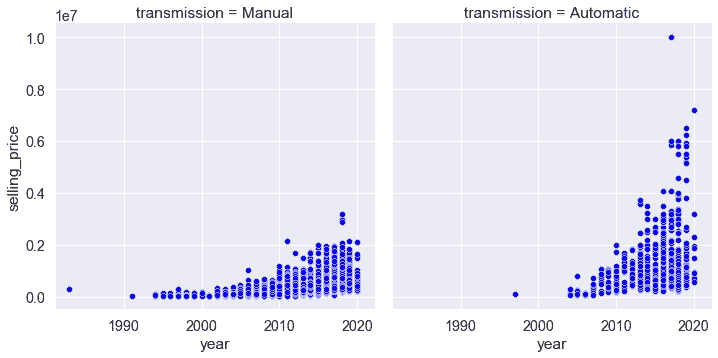 1e7
transmission = Manual
transmission = Automatic
1.0
0.8
0.6
0.4
0.2
0.0
selling_price
1990
2000
2010
2020
1990
2000
2010
2020
year
year